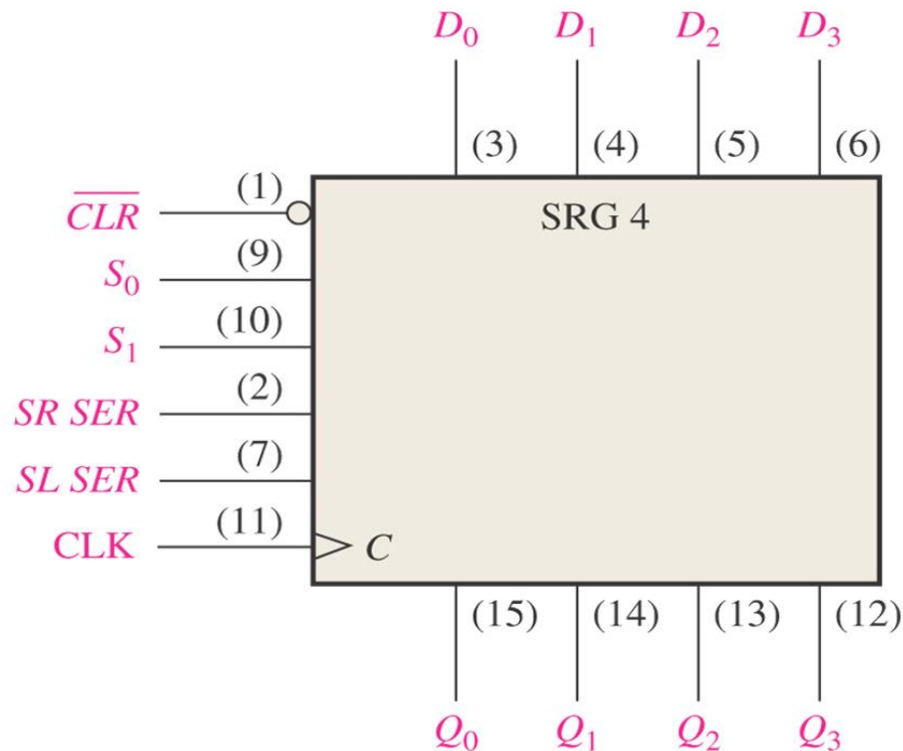 D₀ D₁ D₂ D₃
(3) (4) (5) (6)
(1)
C̅L̅R̅ SRG 4
(9)
S₀
(10)
S₁
(2)
SR SER
(7)
SL SER
(11)
CLK C
(15) (14) (13) (12)
Q₀ Q₁ Q₂ Q₃